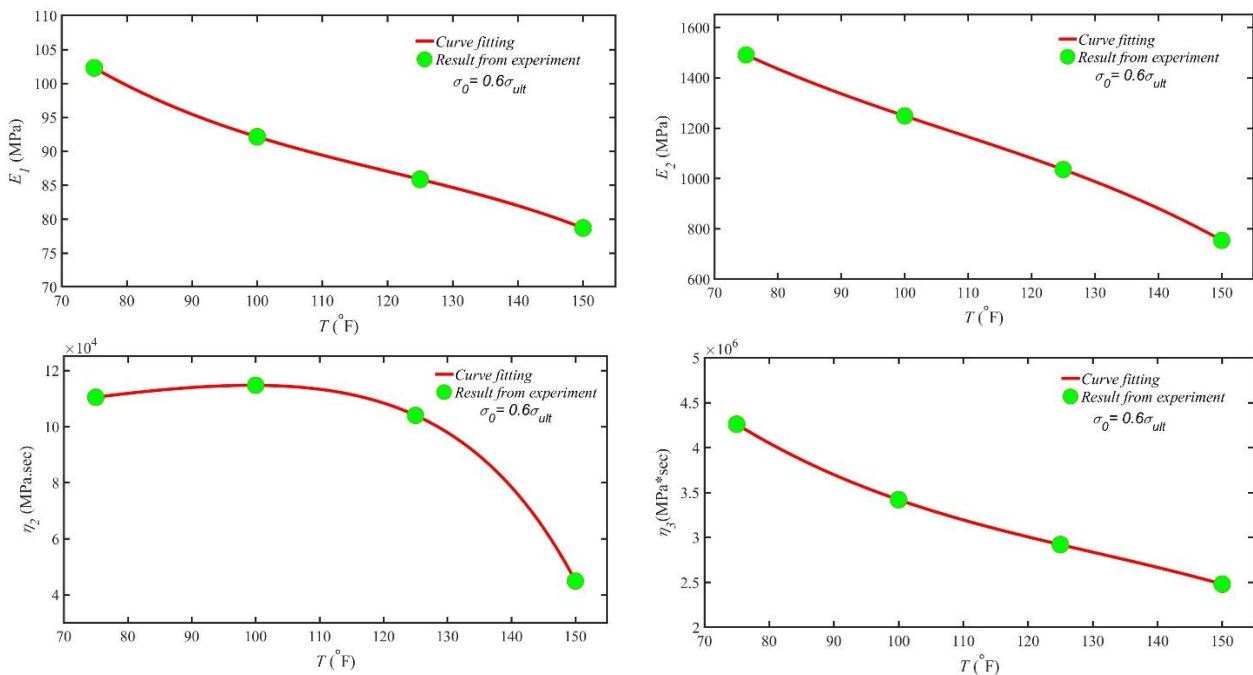 110
105
100
95
90
85
80
75
70
E1 (MPa)
Curve fitting
Result from experiment
σ0= 0.6σult
70 80 90 100 110 120 130 140 150
T (°F)
1600
1400
1200
1000
800
600
E2 (MPa)
Curve fitting
Result from experiment
σ0= 0.6σult
70 80 90 100 110 120 130 140 150
T (°F)
×10^4
12
10
8
6
4
η2 (MPa.sec)
Curve fitting
Result from experiment
σ0= 0.6σult
70 80 90 100 110 120 130 140 150
T (°F)
×10^6
5
4.5
4
3.5
3
2.5
2
η3(MPa*sec)
Curve fitting
Result from experiment
σ0= 0.6σult
70 80 90 100 110 120 130 140 150
T (°F)